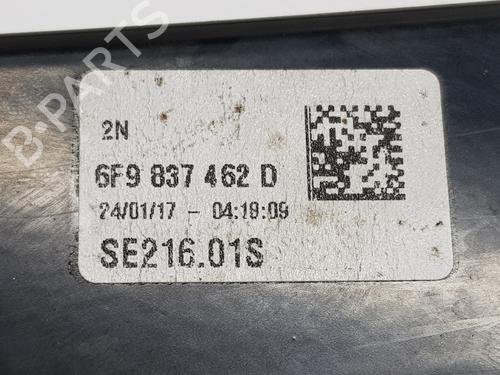 B-PARTS
2N
6F9 837 462 D
24/01/17 - 04:18:09
SE216.01S